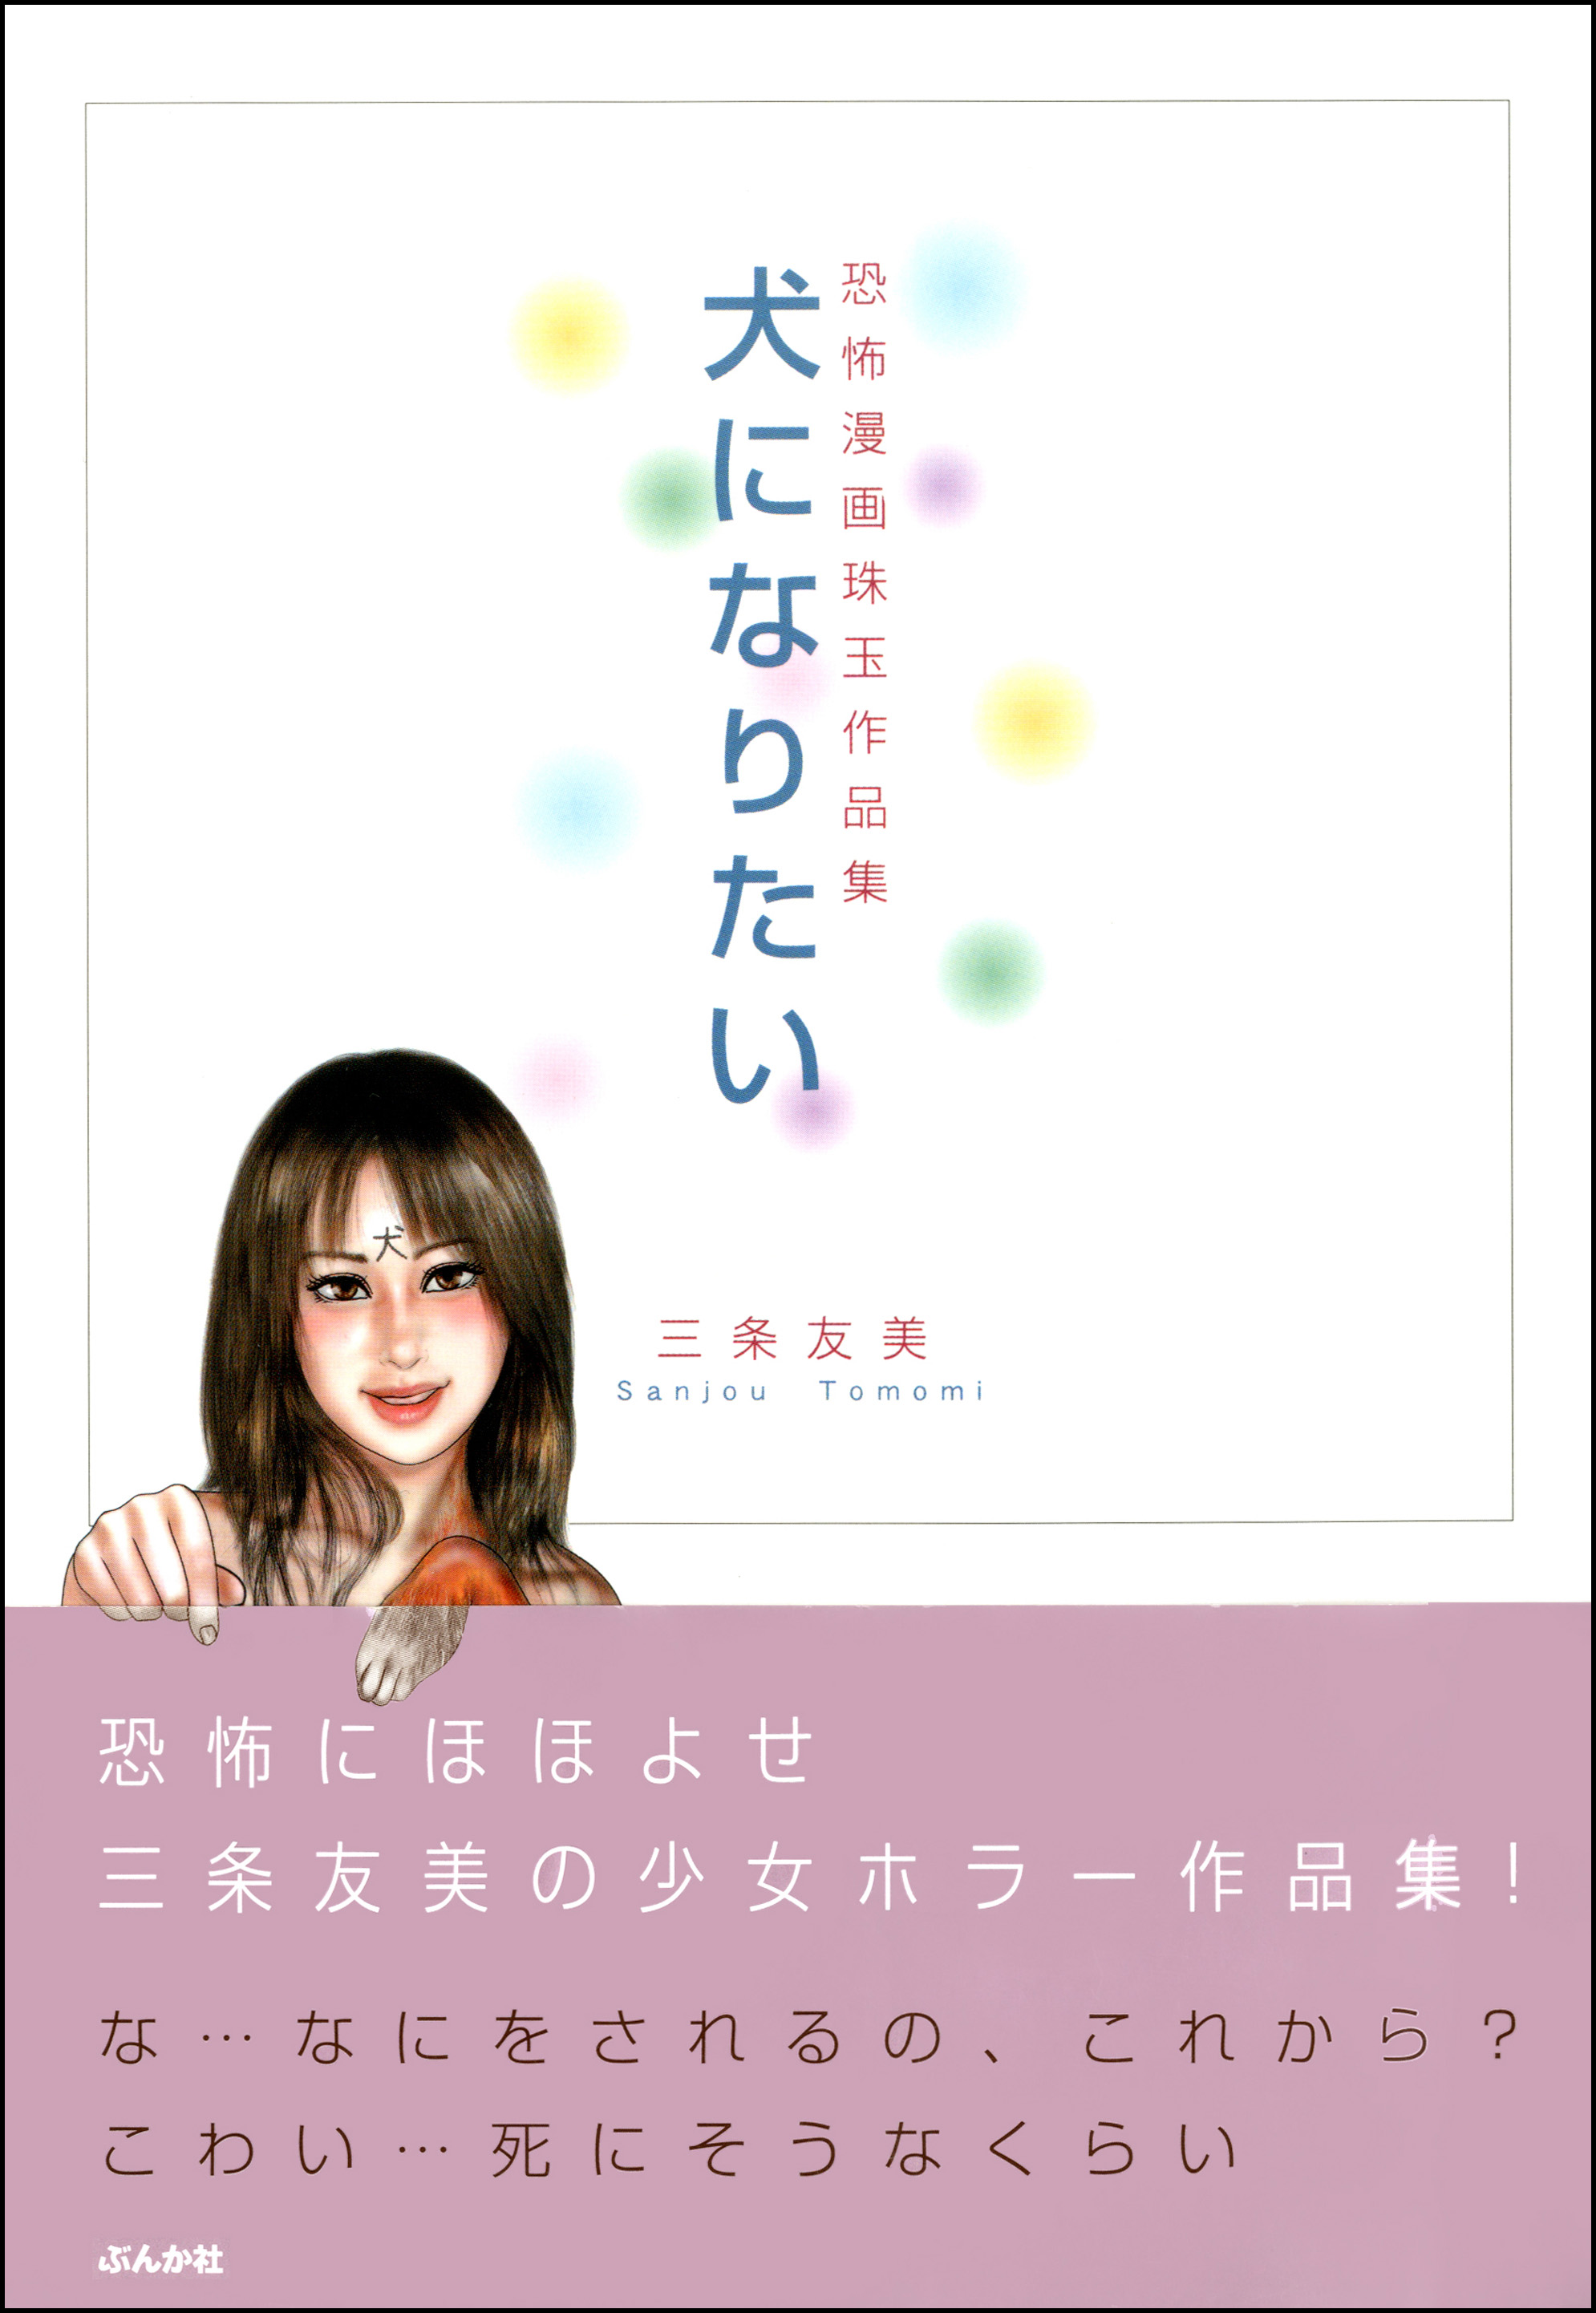 恐怖漫画珠玉作品集
犬になりたい
犬
三条友美
Sanjou Tomomi
恐怖にほほよせ
三条友美の少女ホラー作品集!
な…なにをされるの、これから?
こわい…死にそうなくらい
ぶんか社